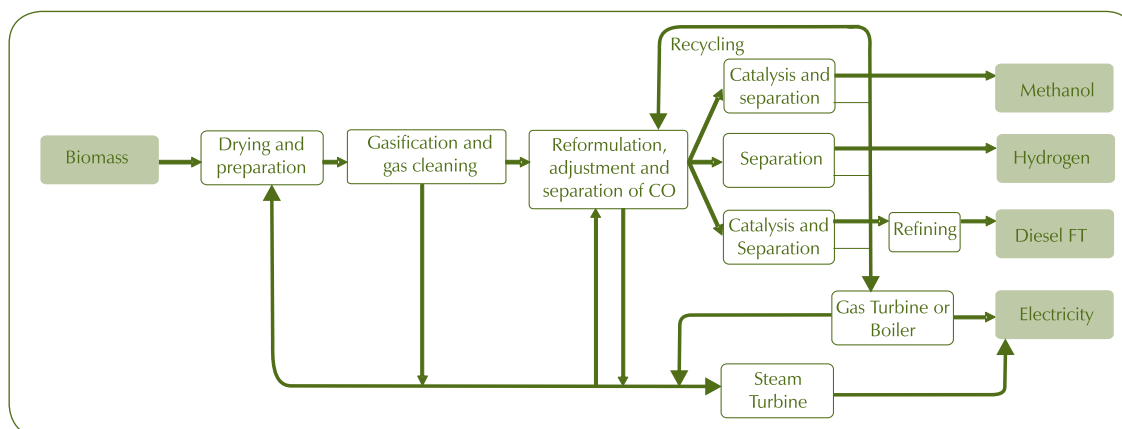 Recycling
Catalysis and
separation
Methanol
Biomass
Drying and
preparation
Gasification and
gas cleaning
Reformulation,
adjustment and
separation of CO
Separation
Hydrogen
Catalysis and
Separation
Refining
Diesel FT
Gas Turbine or
Boiler
Electricity
Steam
Turbine